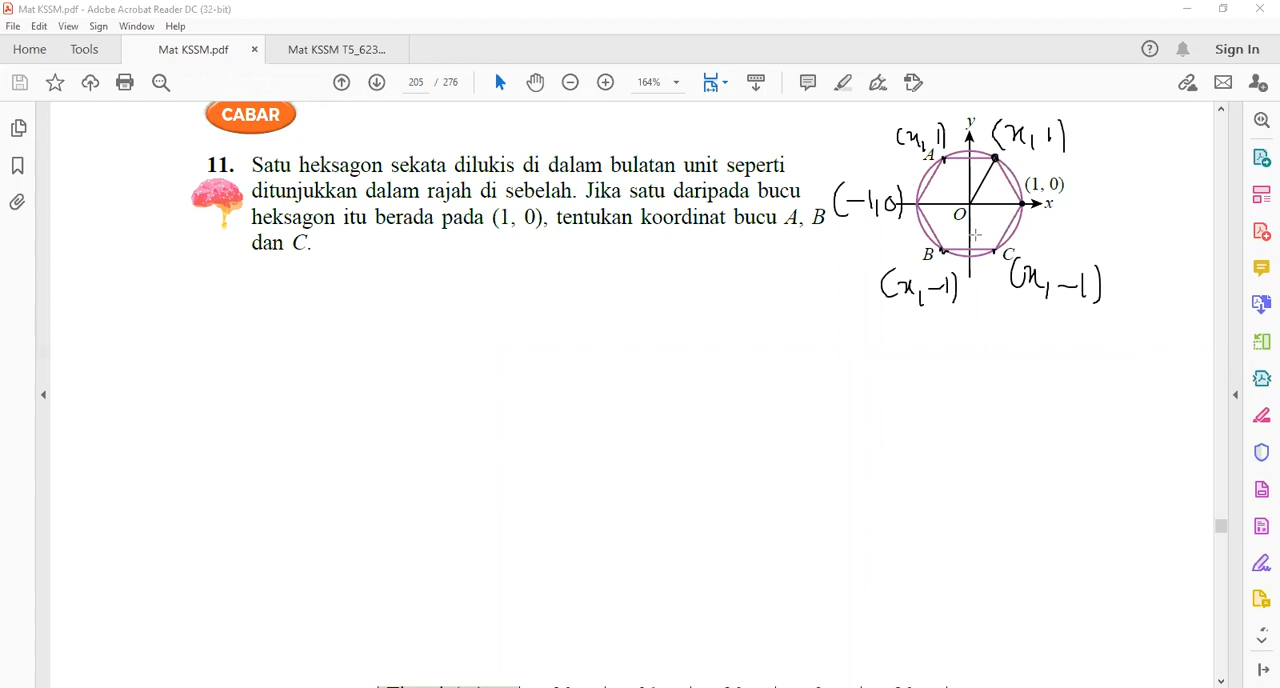 Mat KSSM.pdf - Adobe Acrobat Reader DC (32-bit)
File Edit View Sign Window Help
Home Tools Mat KSSM.pdf × Mat KSSM T5_623... Sign In
205 / 276 164%
CABAR
11. Satu heksagon sekata dilukis di dalam bulatan unit seperti
ditunjukkan dalam rajah di sebelah. Jika satu daripada bucu
heksagon itu berada pada (1, 0), tentukan koordinat bucu A, B
dan C.
y
(x, 1) (x, 1)
A
(1, 0)
(-1, 0) O x
B C
(x, -1) (x, -1)